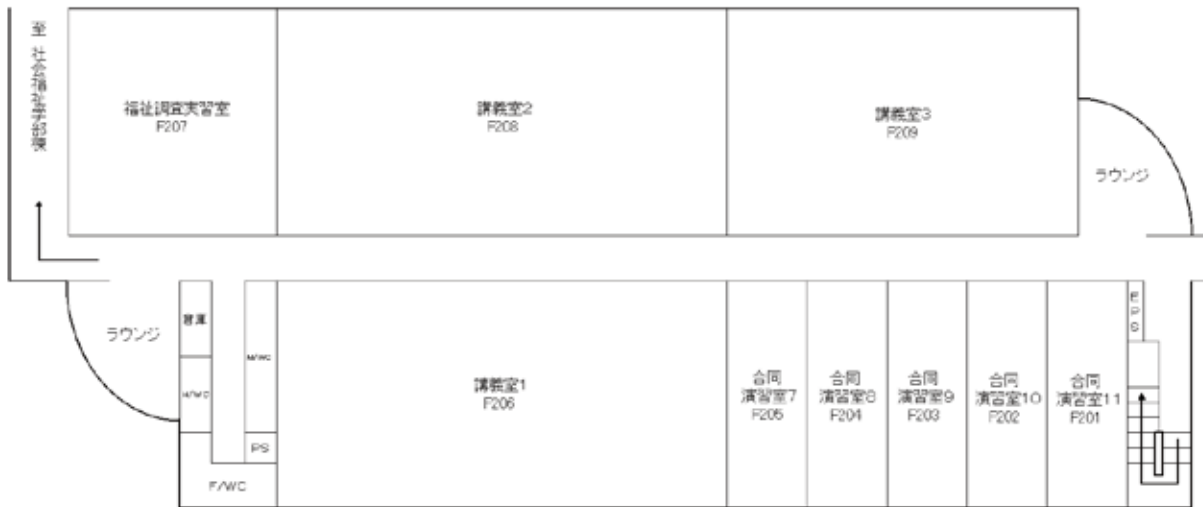 至 社会福祉学部棟
福祉調査実習室
F207
講義室2
F208
講義室3
F209
ラウンジ
ラウンジ
倉庫
H/WC
M/WC
PS
F/WC
講義室1
F206
合同
演習室7
F205
合同
演習室8
F204
合同
演習室9
F203
合同
演習室10
F202
合同
演習室11
F201
EPS